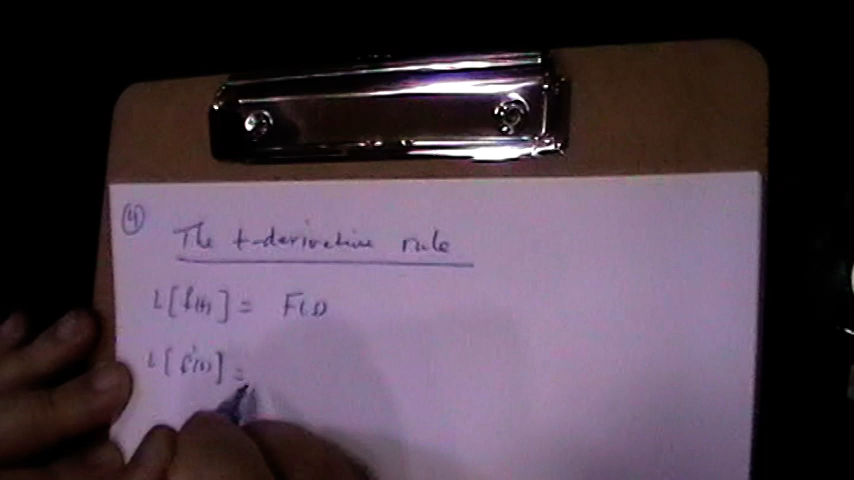 ④
The t-derivative rule
L[f(t)] = F(s)
L[f'(t)] =